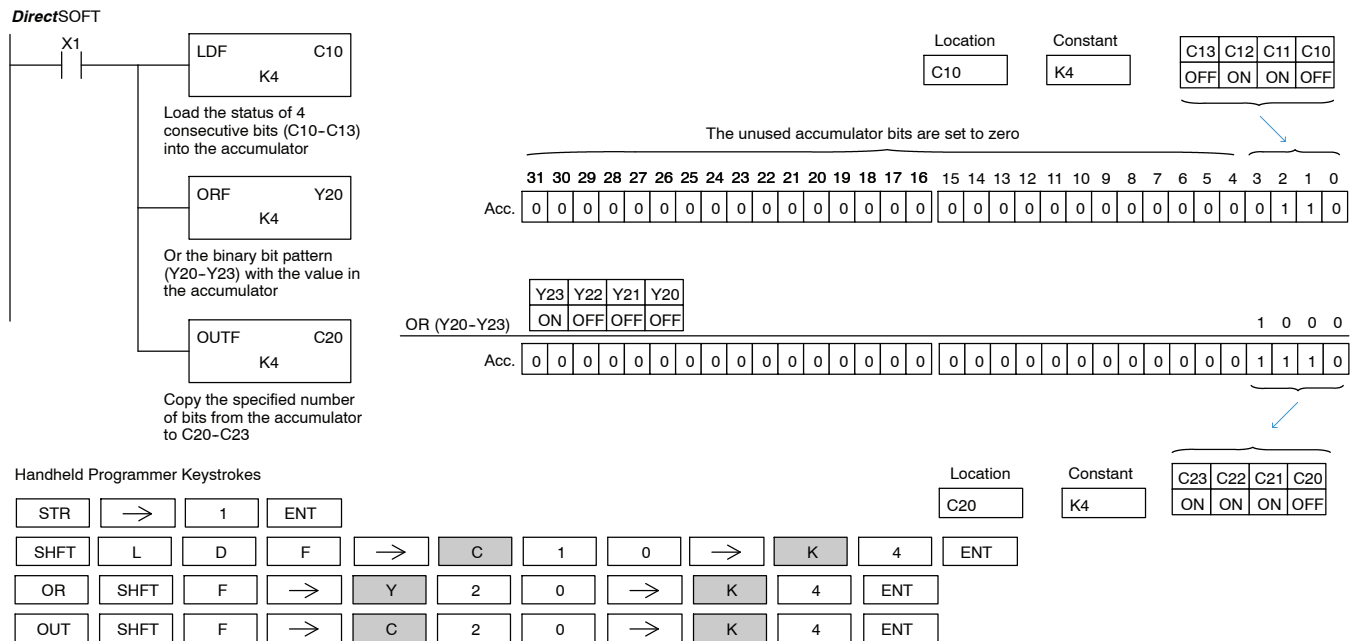 DirectSOFT
X1
LDF C10
K4
Load the status of 4
consecutive bits (C10-C13)
into the accumulator
ORF Y20
K4
Or the binary bit pattern
(Y20-Y23) with the value in
the accumulator
OUTF C20
K4
Copy the specified number
of bits from the accumulator
to C20-C23
Location Constant
C10 K4
C13 C12 C11 C10
OFF ON ON OFF
The unused accumulator bits are set to zero
31 30 29 28 27 26 25 24 23 22 21 20 19 18 17 16 15 14 13 12 11 10 9 8 7 6 5 4 3 2 1 0
Acc. 0 0 0 0 0 0 0 0 0 0 0 0 0 0 0 0 0 0 0 0 0 0 0 0 0 0 0 0 0 1 1 0
Y23 Y22 Y21 Y20
ON OFF OFF OFF
OR (Y20-Y23) 1 0 0 0
Acc. 0 0 0 0 0 0 0 0 0 0 0 0 0 0 0 0 0 0 0 0 0 0 0 0 0 0 0 0 1 1 1 0
Location Constant
C20 K4
C23 C22 C21 C20
ON ON ON OFF
Handheld Programmer Keystrokes
STR → 1 ENT
SHFT L D F → C 1 0 → K 4 ENT
OR SHFT F → Y 2 0 → K 4 ENT
OUT SHFT F → C 2 0 → K 4 ENT